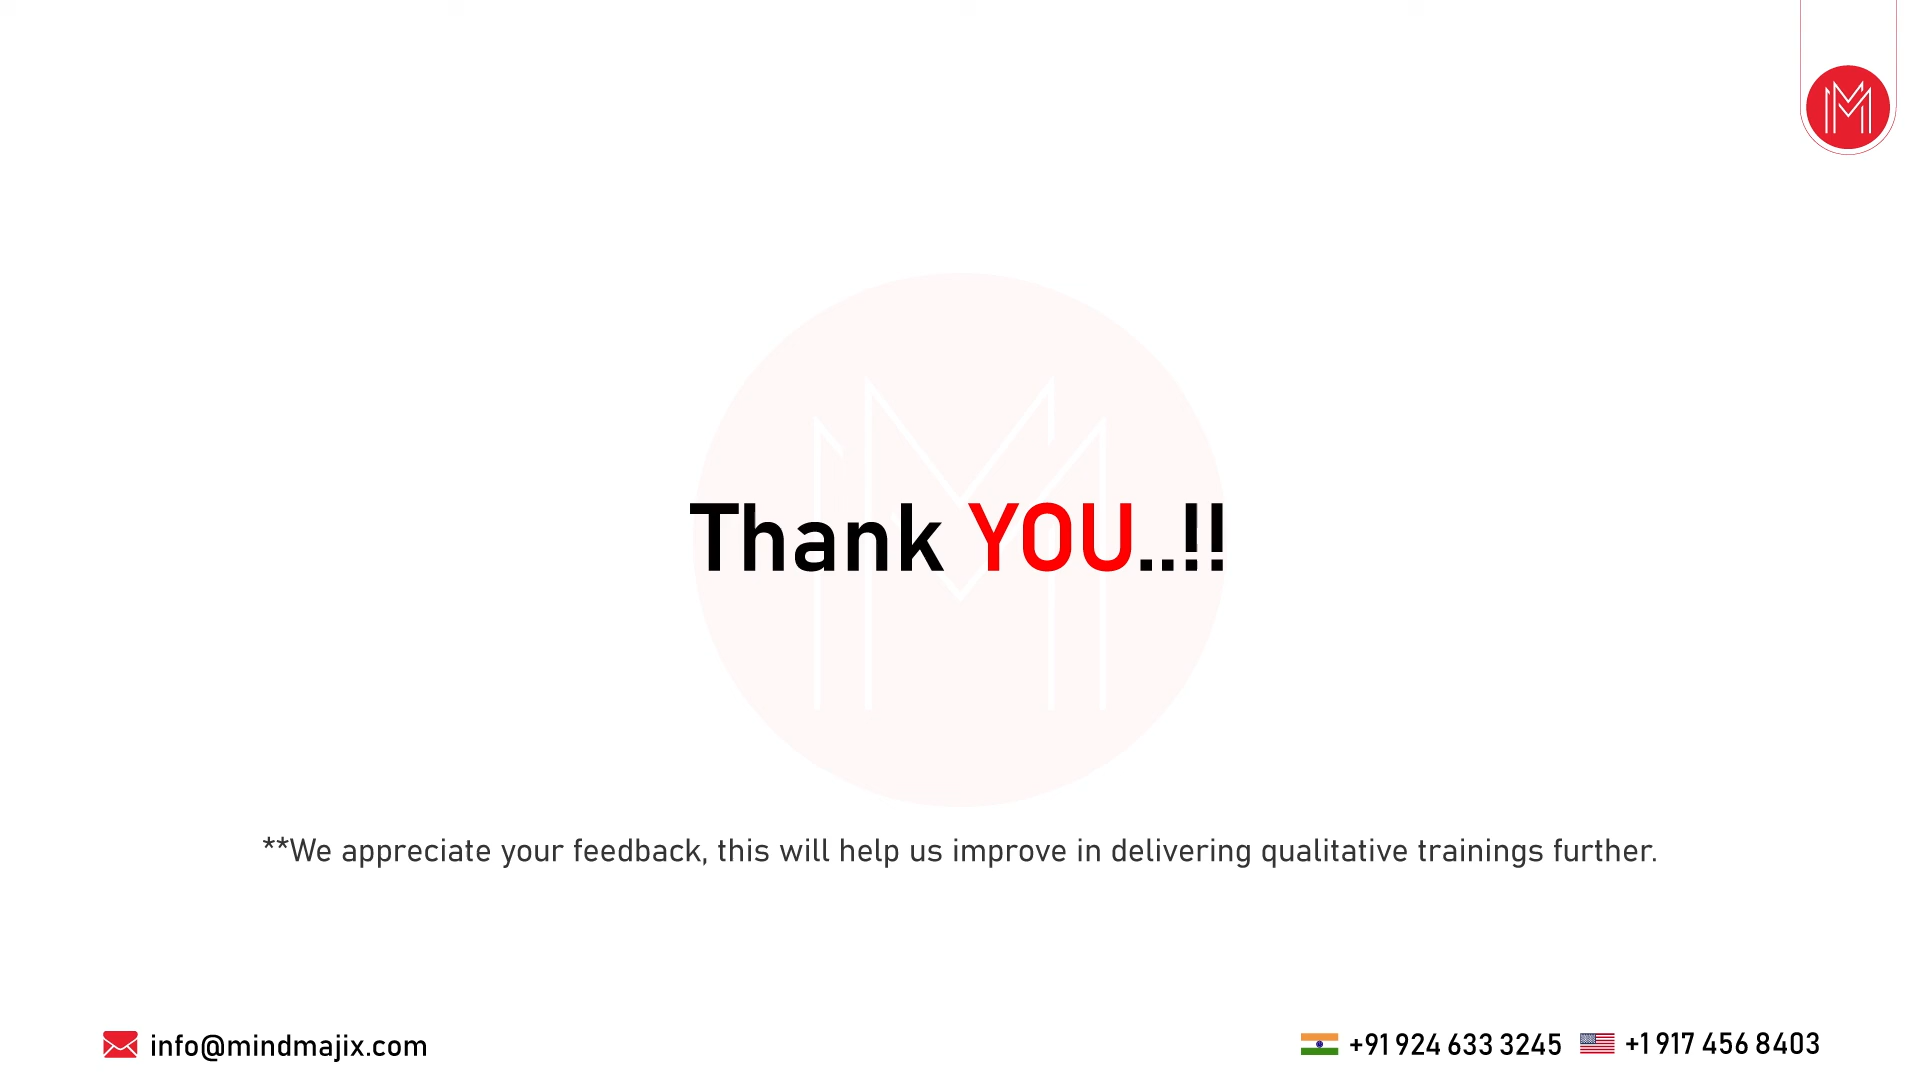 Thank YOU..!!
**We appreciate your feedback, this will help us improve in delivering qualitative trainings further.
info@mindmajix.com
+91 924 633 3245
+1 917 456 8403